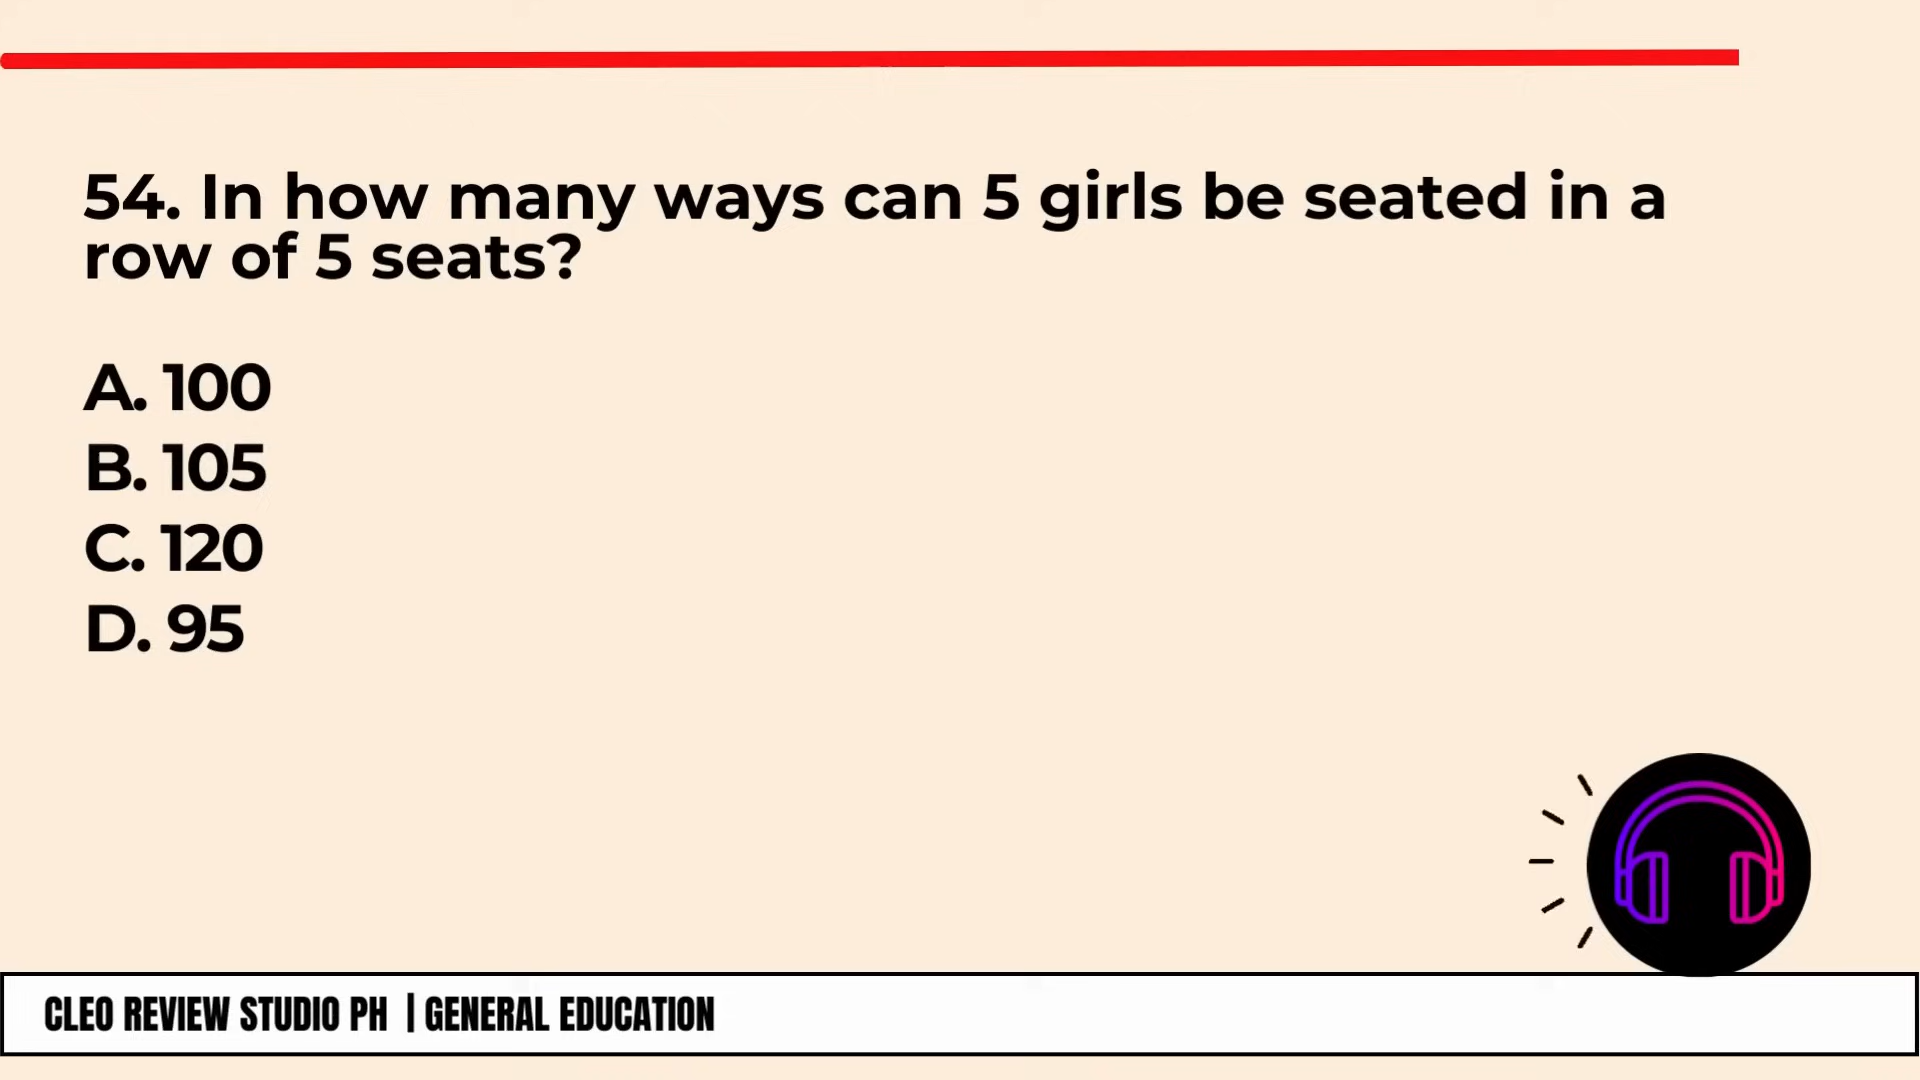 54. In how many ways can 5 girls be seated in a
row of 5 seats?
A. 100
B. 105
C. 120
D. 95
CLEO REVIEW STUDIO PH | GENERAL EDUCATION